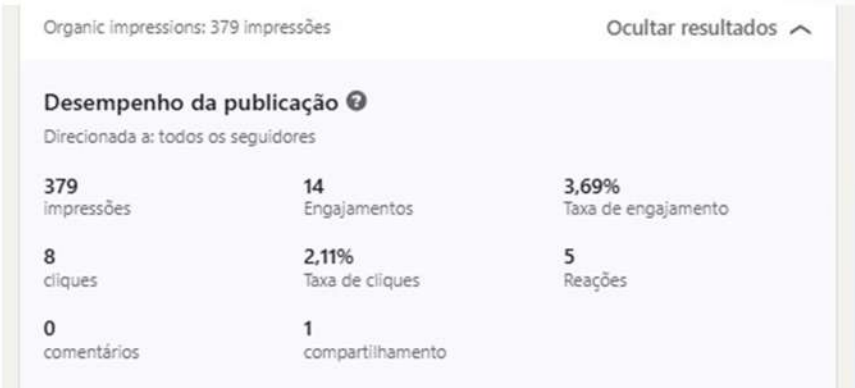 Organic impressions: 379 impressões
Ocultar resultados
Desempenho da publicação
Direcionada a: todos os seguidores
379
impressões
14
Engajamentos
3,69%
Taxa de engajamento
8
cliques
2,11%
Taxa de cliques
5
Reações
0
comentários
1
compartilhamento